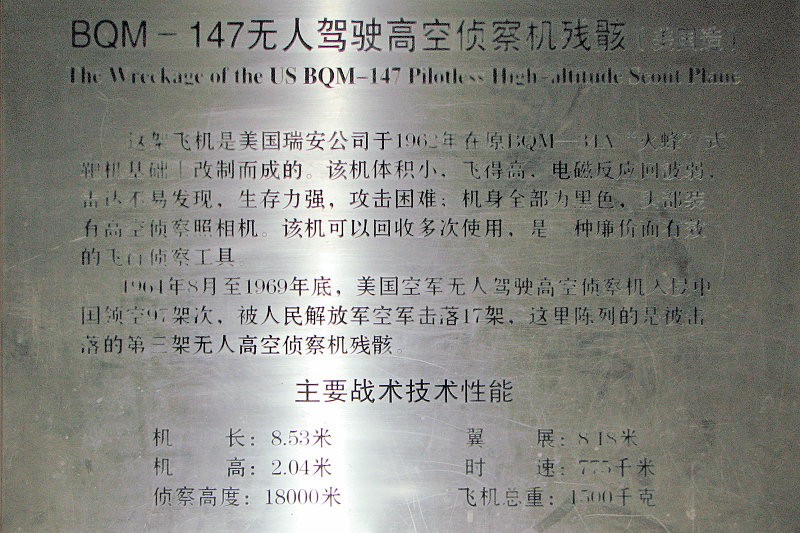 BQM-147无人驾驶高空侦察机残骸（美国造）
The Wreckage of the US BQM-147 Pilotless High-altitude Scout Plane
这架飞机是美国瑞安公司于1962年在原BQM-34A“火蜂”式
靶机基础上改制而成的。该机体积小，飞得高，电磁反应回波弱，
雷达不易发现，生存力强，攻击困难；机身全部为黑色，头部装
有高空侦察照相机。该机可以回收多次使用，是一种廉价而有效
的飞行侦察工具。
1964年8月至1969年底，美国空军无人驾驶高空侦察机入侵中
国领空97架次，被人民解放军空军击落17架，这里陈列的是被击
落的第三架无人高空侦察机残骸。
主要战术技术性能
机 长：8.53米 翼 展：8.18米
机 高：2.04米 时 速：775千米
侦察高度：18000米 飞机总重：1500千克